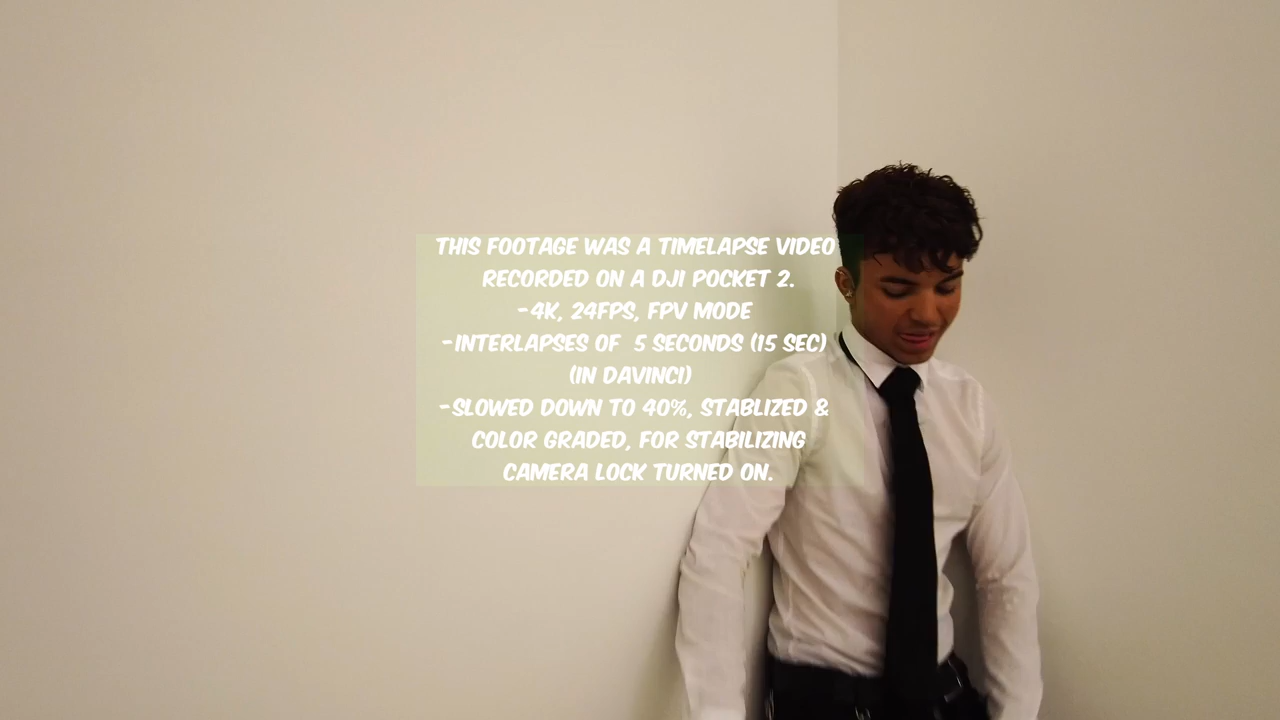 THIS FOOTAGE WAS A TIMELAPSE VIDEO
RECORDED ON A DJI POCKET 2.
-4K, 24FPS, FPV MODE
-INTERLAPSES OF  5 SECONDS (15 SEC)
(IN DAVINCI)
-SLOWED DOWN TO 40%, STABLIZED &
COLOR GRADED, FOR STABILIZING
CAMERA LOCK TURNED ON.